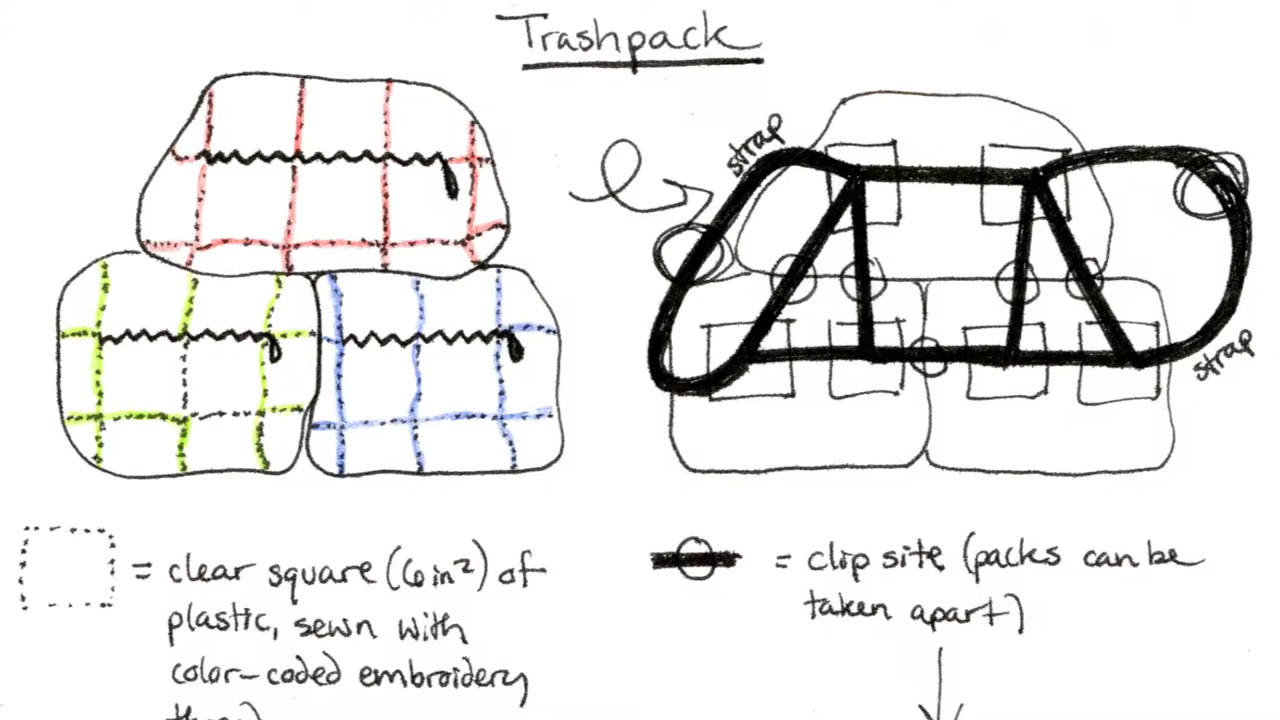 Trashpack
strap
strap
= clear square (6 in²) of
plastic, sewn with
color-coded embroidery
thread
= clip site (packs can be
taken apart)